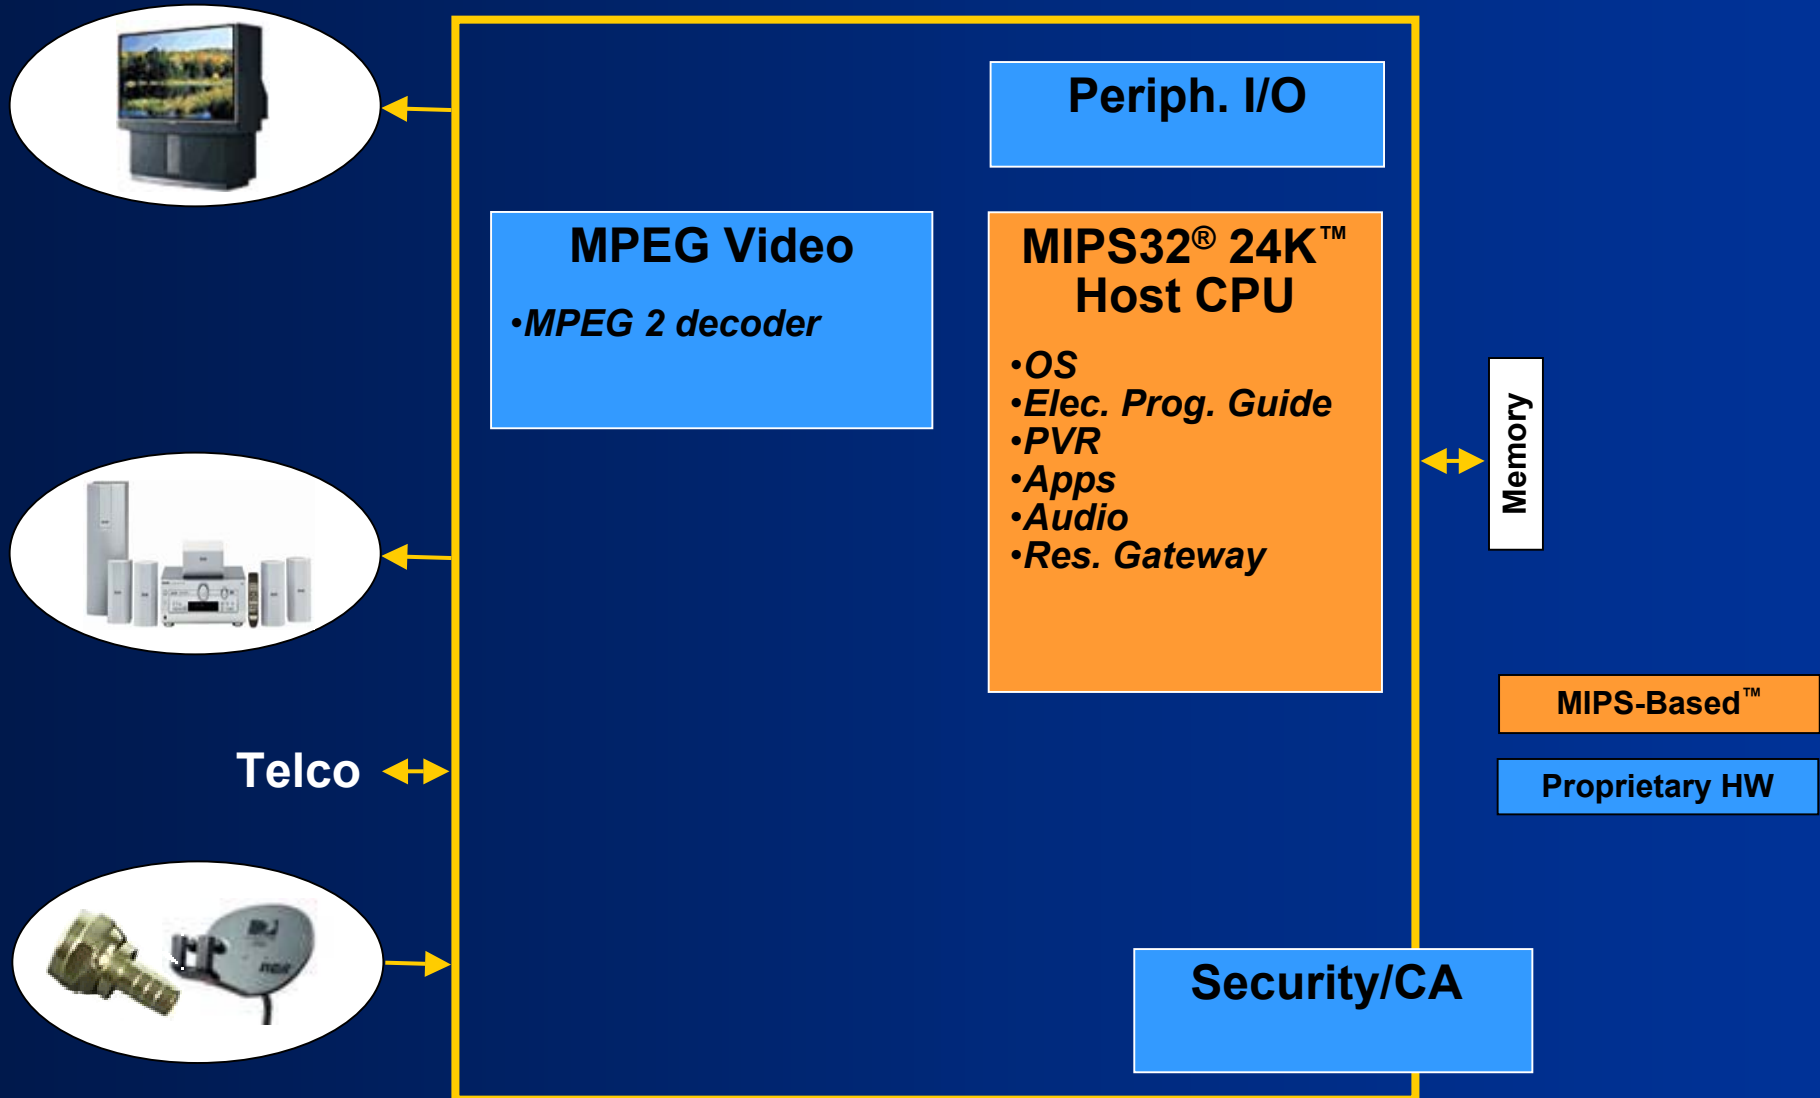 Periph. I/O
MPEG Video
•MPEG 2 decoder
MIPS32® 24K™
Host CPU
•OS
•Elec. Prog. Guide
•PVR
•Apps
•Audio
•Res. Gateway
Memory
MIPS-Based™
Proprietary HW
Telco
Security/CA
RCA